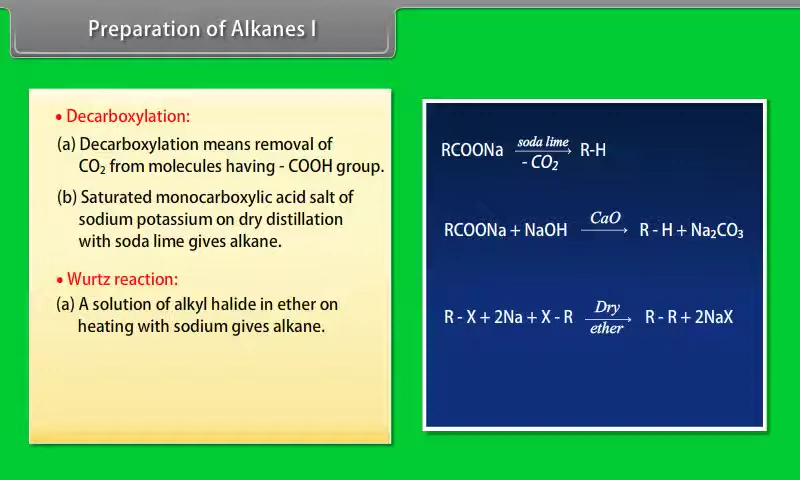 Preparation of Alkanes I
• Decarboxylation:
(a) Decarboxylation means removal of
CO₂ from molecules having - COOH group.
(b) Saturated monocarboxylic acid salt of
sodium potassium on dry distillation
with soda lime gives alkane.
• Wurtz reaction:
(a) A solution of alkyl halide in ether on
heating with sodium gives alkane.
RCOONa soda lime - CO₂ → R-H
RCOONa + NaOH CaO → R - H + Na₂CO₃
R - X + 2Na + X - R Dry ether → R - R + 2NaX